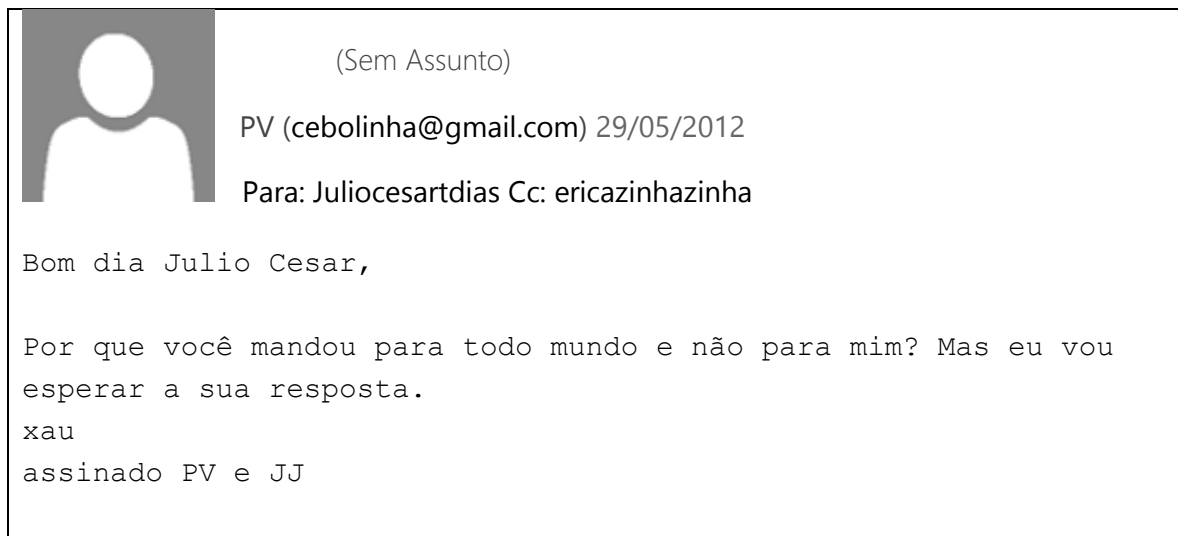 (Sem Assunto)
PV (cebolinha@gmail.com) 29/05/2012
Para: Juliocesartdias Cc: ericazinhazinha
Bom dia Julio Cesar,
Por que você mandou para todo mundo e não para mim? Mas eu vou
esperar a sua resposta.
xau
assinado PV e JJ